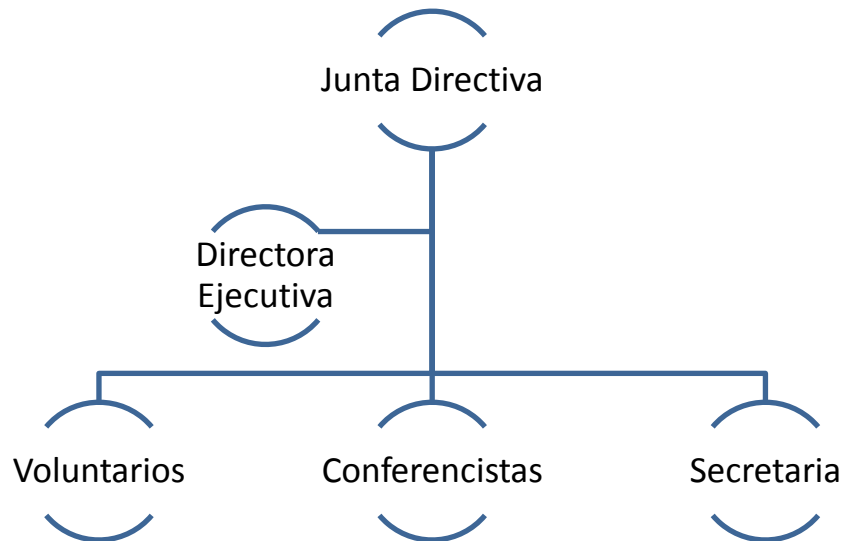 Junta Directiva
Directora
Ejecutiva
Voluntarios
Conferencistas
Secretaria